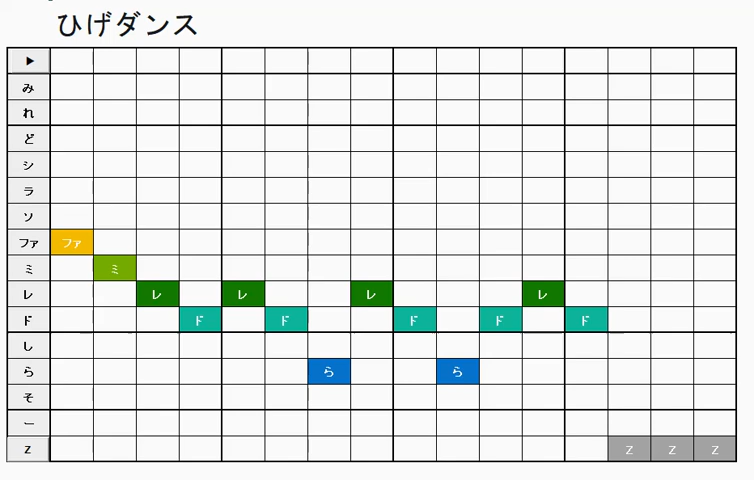 ひげダンス
▶
み
れ
ど
シ
ラ
ソ
ファ ファ
ミ ミ
レ レ レ レ レ
ド ド ド ド ド ド
し
ら ら ら
そ
ー
Z Z Z Z